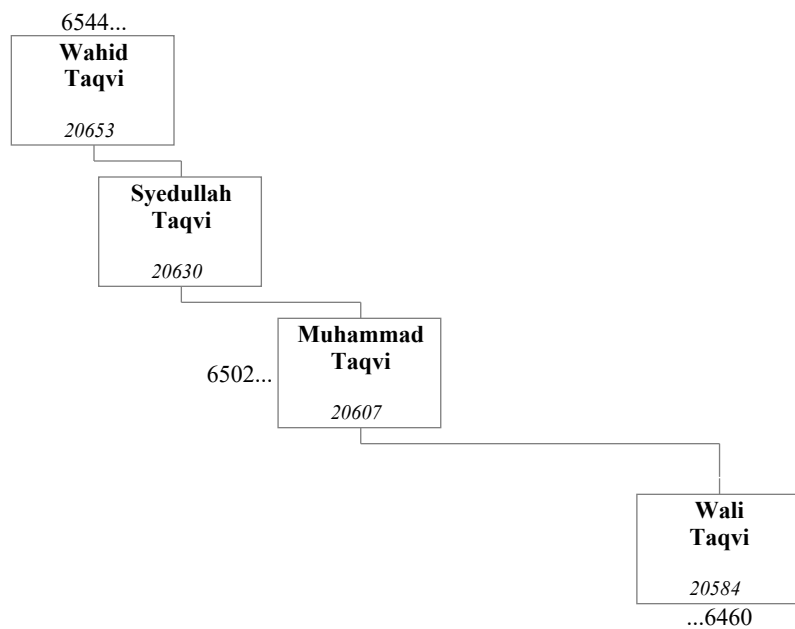 6544...
Wahid
Taqvi
20653
Syedullah
Taqvi
20630
Muhammad
Taqvi
6502...
20607
Wali
Taqvi
20584
...6460